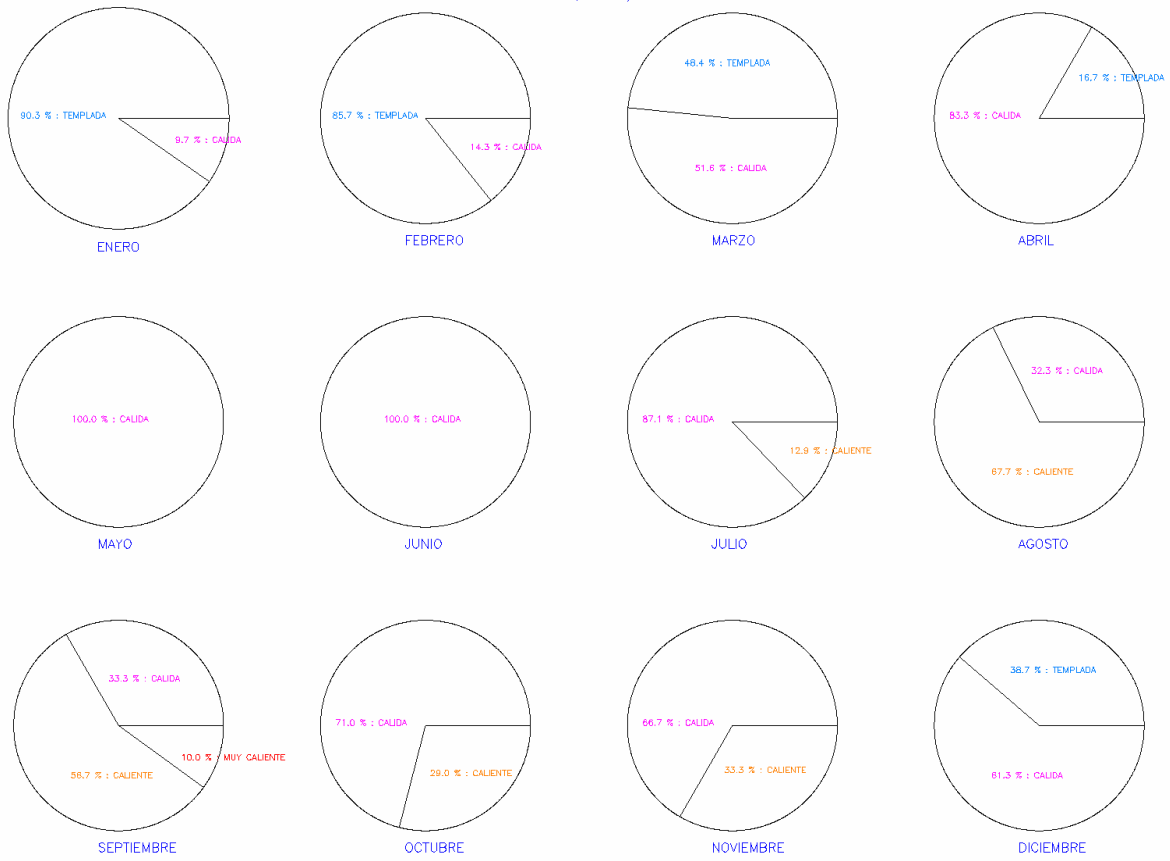 90.3 % : TEMPLADA
9.7 % : CALIDA
ENERO
85.7 % : TEMPLADA
14.3 % : CALIDA
FEBRERO
48.4 % : TEMPLADA
51.6 % : CALIDA
MARZO
16.7 % : TEMPLADA
83.3 % : CALIDA
ABRIL
100.0 % : CALIDA
MAYO
100.0 % : CALIDA
JUNIO
87.1 % : CALIDA
12.9 % : CALIENTE
JULIO
32.3 % : CALIDA
67.7 % : CALIENTE
AGOSTO
33.3 % : CALIDA
10.0 % : MUY CALIENTE
56.7 % : CALIENTE
SEPTIEMBRE
71.0 % : CALIDA
29.0 % : CALIENTE
OCTUBRE
66.7 % : CALIDA
33.3 % : CALIENTE
NOVIEMBRE
38.7 % : TEMPLADA
61.3 % : CALIDA
DICIEMBRE